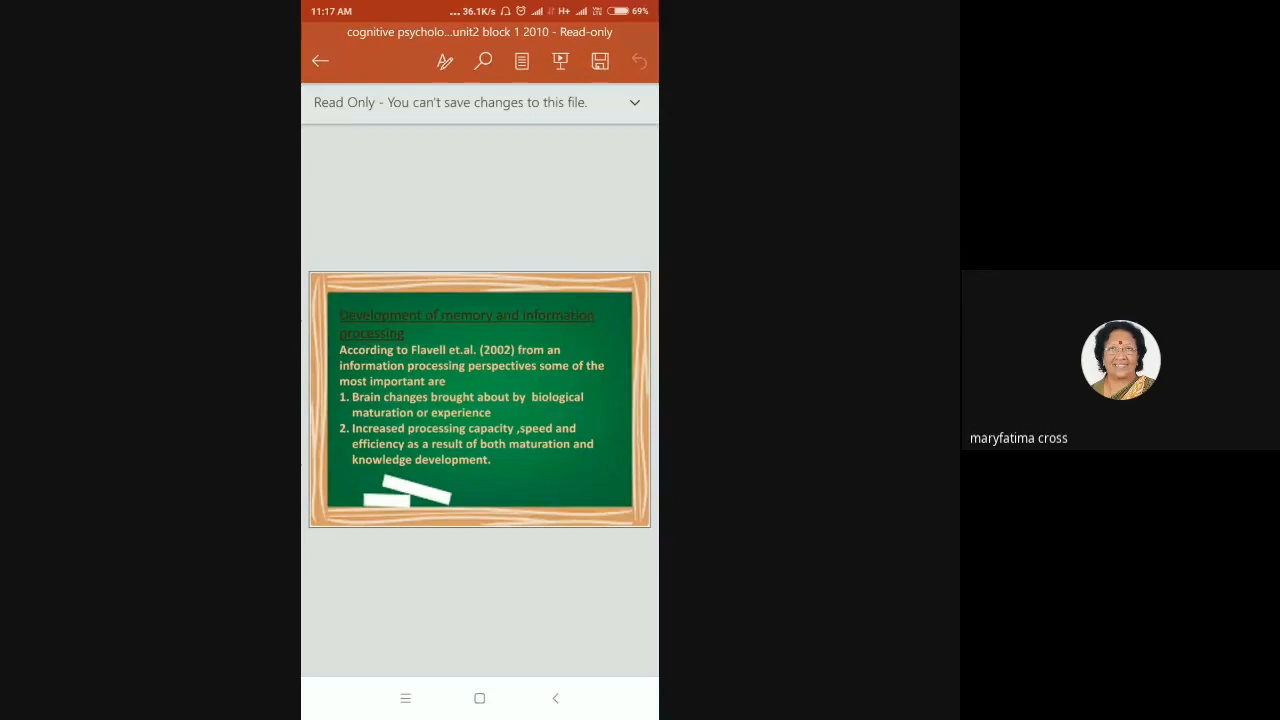 11:17 AM
... 36.1K/s H+ 69%
cognitive psycholo...unit2 block 1 2010 - Read-only
Read Only - You can't save changes to this file.
Development of memory and information
processing
According to Flavell et.al. (2002) from an
information processing perspectives some of the
most important are
1. Brain changes brought about by biological
maturation or experience
2. Increased processing capacity ,speed and
efficiency as a result of both maturation and
knowledge development.
maryfatima cross